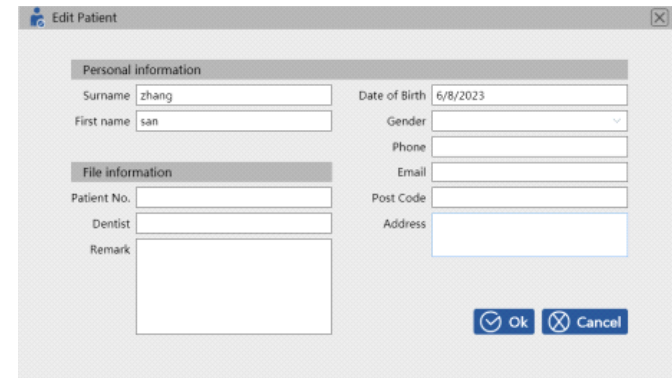 Edit Patient
Personal information
Surname zhang
First name san
Date of Birth 6/8/2023
Gender
Phone
Email
Post Code
Address
File information
Patient No.
Dentist
Remark
Ok
Cancel